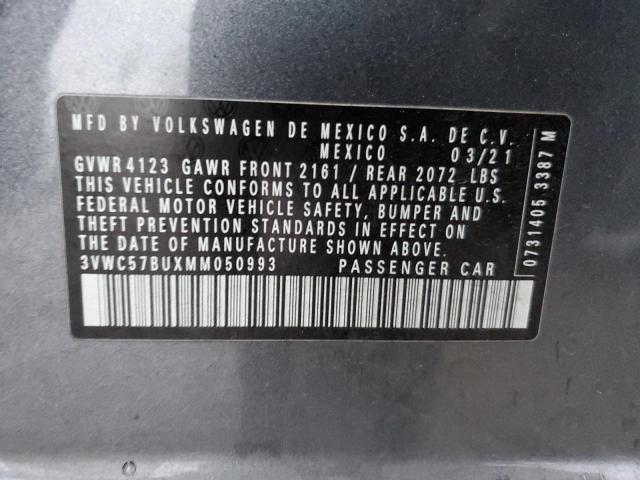 MFD BY VOLKSWAGEN DE MEXICO S.A. DE C.V.
MEXICO 03/21
GVWR 4123 GAWR FRONT 2161 / REAR 2072 LBS
THIS VEHICLE CONFORMS TO ALL APPLICABLE U.S.
FEDERAL MOTOR VEHICLE SAFETY, BUMPER AND
THEFT PREVENTION STANDARDS IN EFFECT ON
THE DATE OF MANUFACTURE SHOWN ABOVE.
3VWC57BUXMM050993 PASSENGER CAR
0731405 3387 M